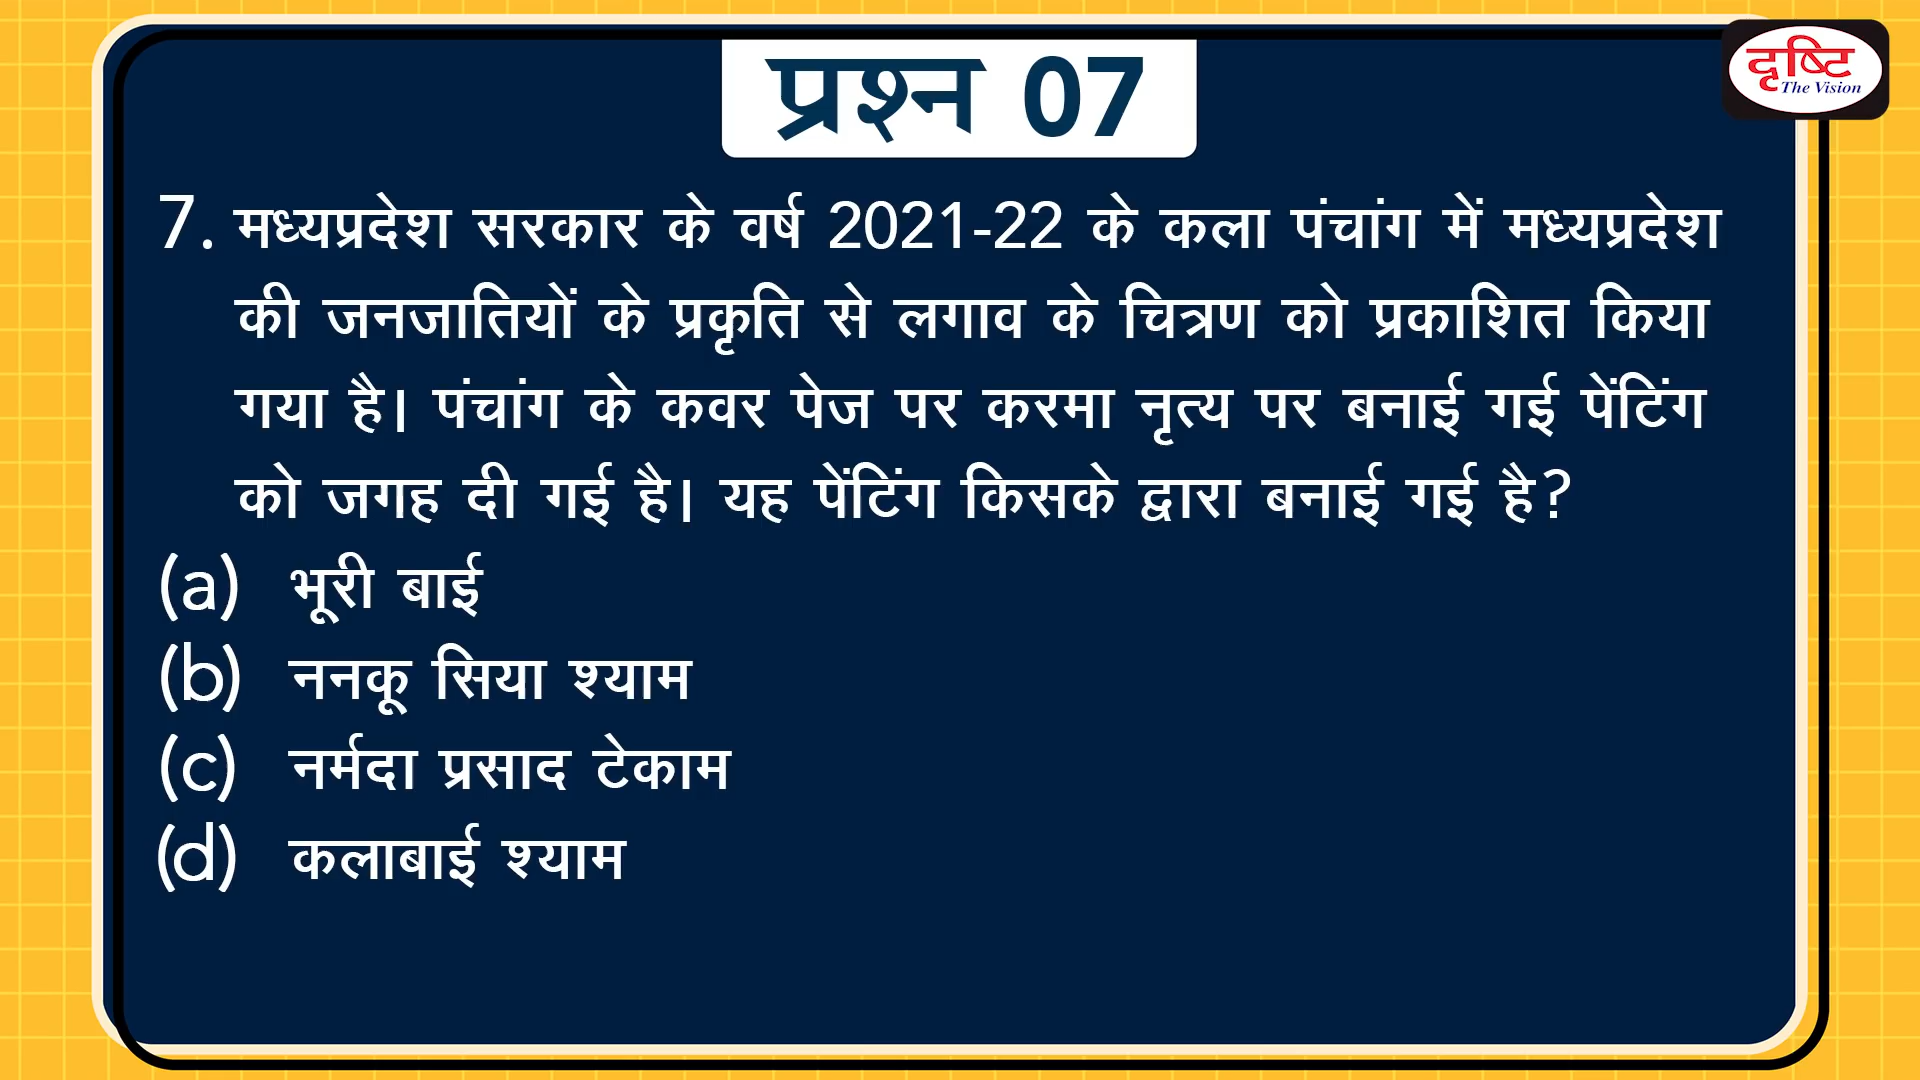 प्रश्न 07
दृष्टि
The Vision
7. मध्यप्रदेश सरकार के वर्ष 2021-22 के कला पंचांग में मध्यप्रदेश
की जनजातियों के प्रकृति से लगाव के चित्रण को प्रकाशित किया
गया है। पंचांग के कवर पेज पर करमा नृत्य पर बनाई गई पेंटिंग
को जगह दी गई है। यह पेंटिंग किसके द्वारा बनाई गई है?
(a) भूरी बाई
(b) ननकू सिया श्याम
(c) नर्मदा प्रसाद टेकाम
(d) कलाबाई श्याम